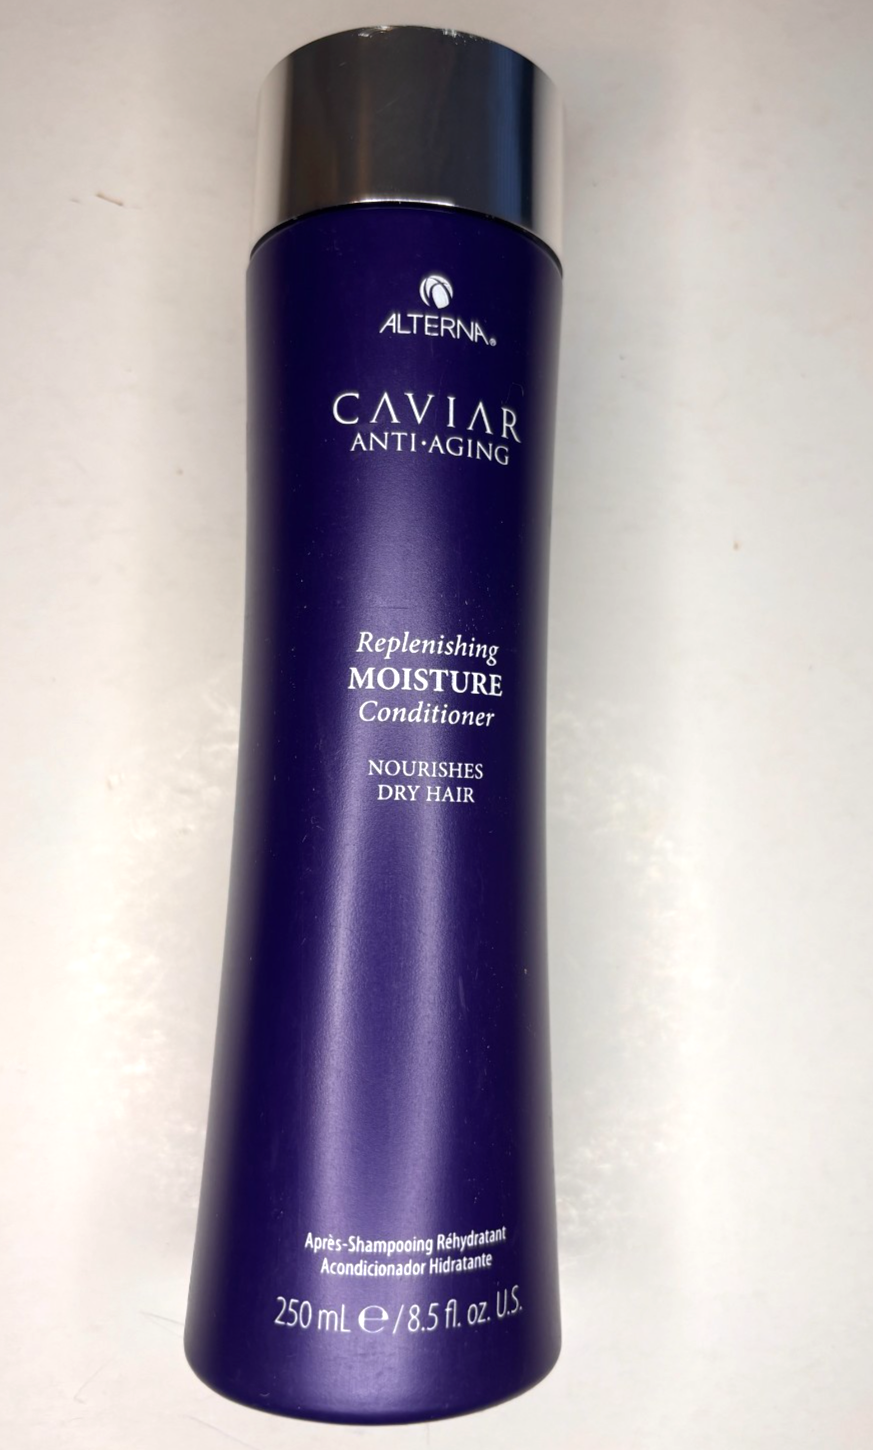 ALTERNA®
CAVIAR
ANTI·AGING
Replenishing
MOISTURE
Conditioner
NOURISHES
DRY HAIR
Après-Shampooing Réhydratant
Acondicionador Hidratante
250 mL ℮ / 8.5 fl. oz. U.S.